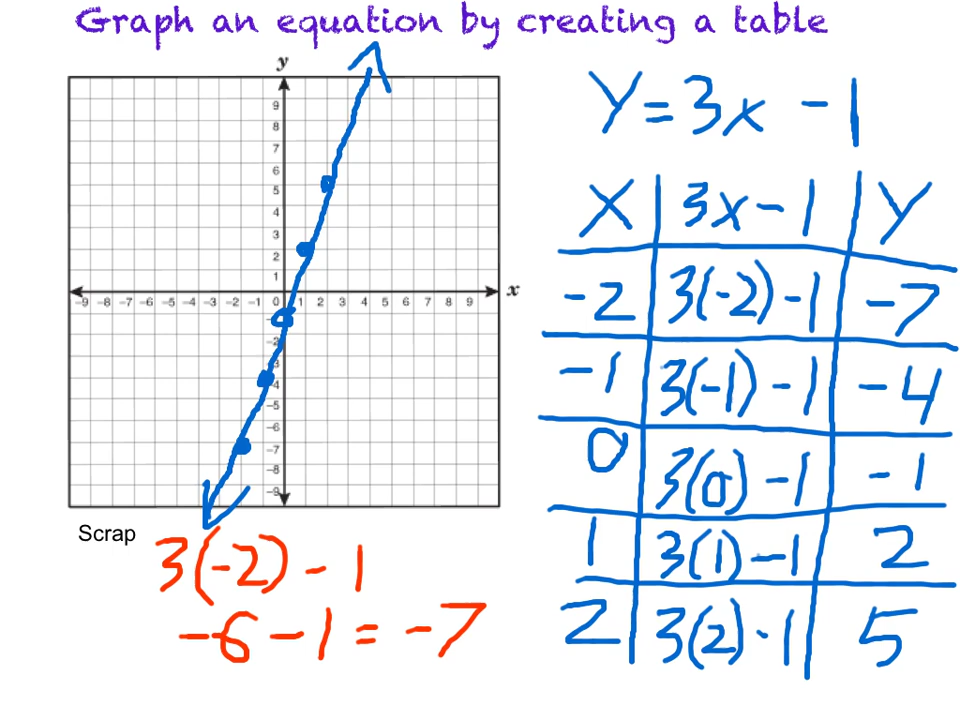 Graph an equation by creating a table
y
9
8
7
6
5
4
3
2
1
-9 -8 -7 -6 -5 -4 -3 -2 -1 0 1 2 3 4 5 6 7 8 9 x
-2
-4
-5
-6
-7
-8
-9
Y = 3x - 1
X 3x - 1 Y
-2 3(-2) - 1 -7
-1 3(-1) - 1 -4
0 3(0) - 1 -1
1 3(1) - 1 2
2 3(2) - 1 5
Scrap
3(-2) - 1
-6 - 1 = -7